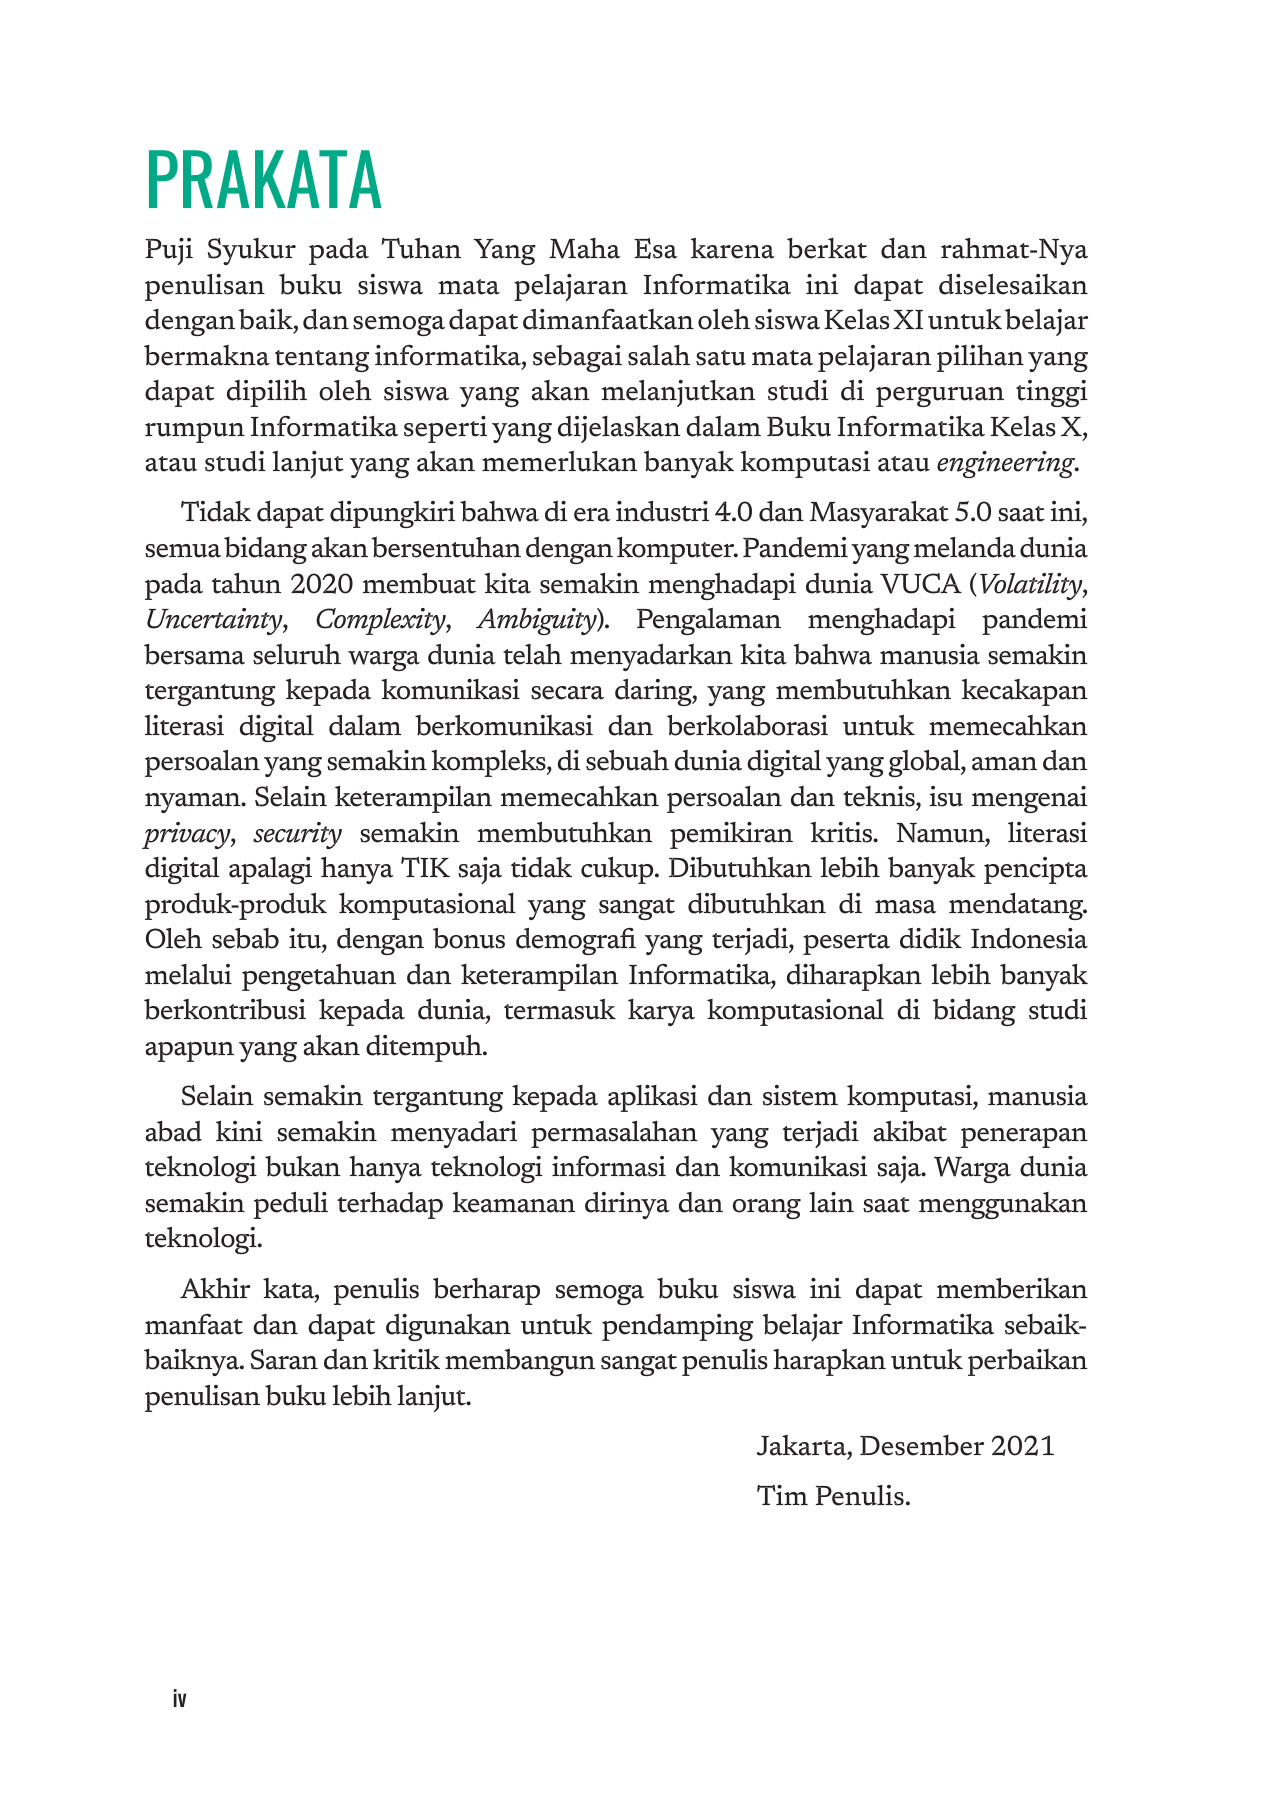 PRAKATA
Puji Syukur pada Tuhan Yang Maha Esa karena berkat dan rahmat-Nya
penulisan buku siswa mata pelajaran Informatika ini dapat diselesaikan
dengan baik, dan semoga dapat dimanfaatkan oleh siswa Kelas XI untuk belajar
bermakna tentang informatika, sebagai salah satu mata pelajaran pilihan yang
dapat dipilih oleh siswa yang akan melanjutkan studi di perguruan tinggi
rumpun Informatika seperti yang dijelaskan dalam Buku Informatika Kelas X,
atau studi lanjut yang akan memerlukan banyak komputasi atau engineering.
Tidak dapat dipungkiri bahwa di era industri 4.0 dan Masyarakat 5.0 saat ini,
semua bidang akan bersentuhan dengan komputer. Pandemi yang melanda dunia
pada tahun 2020 membuat kita semakin menghadapi dunia VUCA (Volatility,
Uncertainty, Complexity, Ambiguity). Pengalaman menghadapi pandemi
bersama seluruh warga dunia telah menyadarkan kita bahwa manusia semakin
tergantung kepada komunikasi secara daring, yang membutuhkan kecakapan
literasi digital dalam berkomunikasi dan berkolaborasi untuk memecahkan
persoalan yang semakin kompleks, di sebuah dunia digital yang global, aman dan
nyaman. Selain keterampilan memecahkan persoalan dan teknis, isu mengenai
privacy, security semakin membutuhkan pemikiran kritis. Namun, literasi
digital apalagi hanya TIK saja tidak cukup. Dibutuhkan lebih banyak pencipta
produk-produk komputasional yang sangat dibutuhkan di masa mendatang.
Oleh sebab itu, dengan bonus demografi yang terjadi, peserta didik Indonesia
melalui pengetahuan dan keterampilan Informatika, diharapkan lebih banyak
berkontribusi kepada dunia, termasuk karya komputasional di bidang studi
apapun yang akan ditempuh.
Selain semakin tergantung kepada aplikasi dan sistem komputasi, manusia
abad kini semakin menyadari permasalahan yang terjadi akibat penerapan
teknologi bukan hanya teknologi informasi dan komunikasi saja. Warga dunia
semakin peduli terhadap keamanan dirinya dan orang lain saat menggunakan
teknologi.
Akhir kata, penulis berharap semoga buku siswa ini dapat memberikan
manfaat dan dapat digunakan untuk pendamping belajar Informatika sebaik-
baiknya. Saran dan kritik membangun sangat penulis harapkan untuk perbaikan
penulisan buku lebih lanjut.
Jakarta, Desember 2021
Tim Penulis.
iv